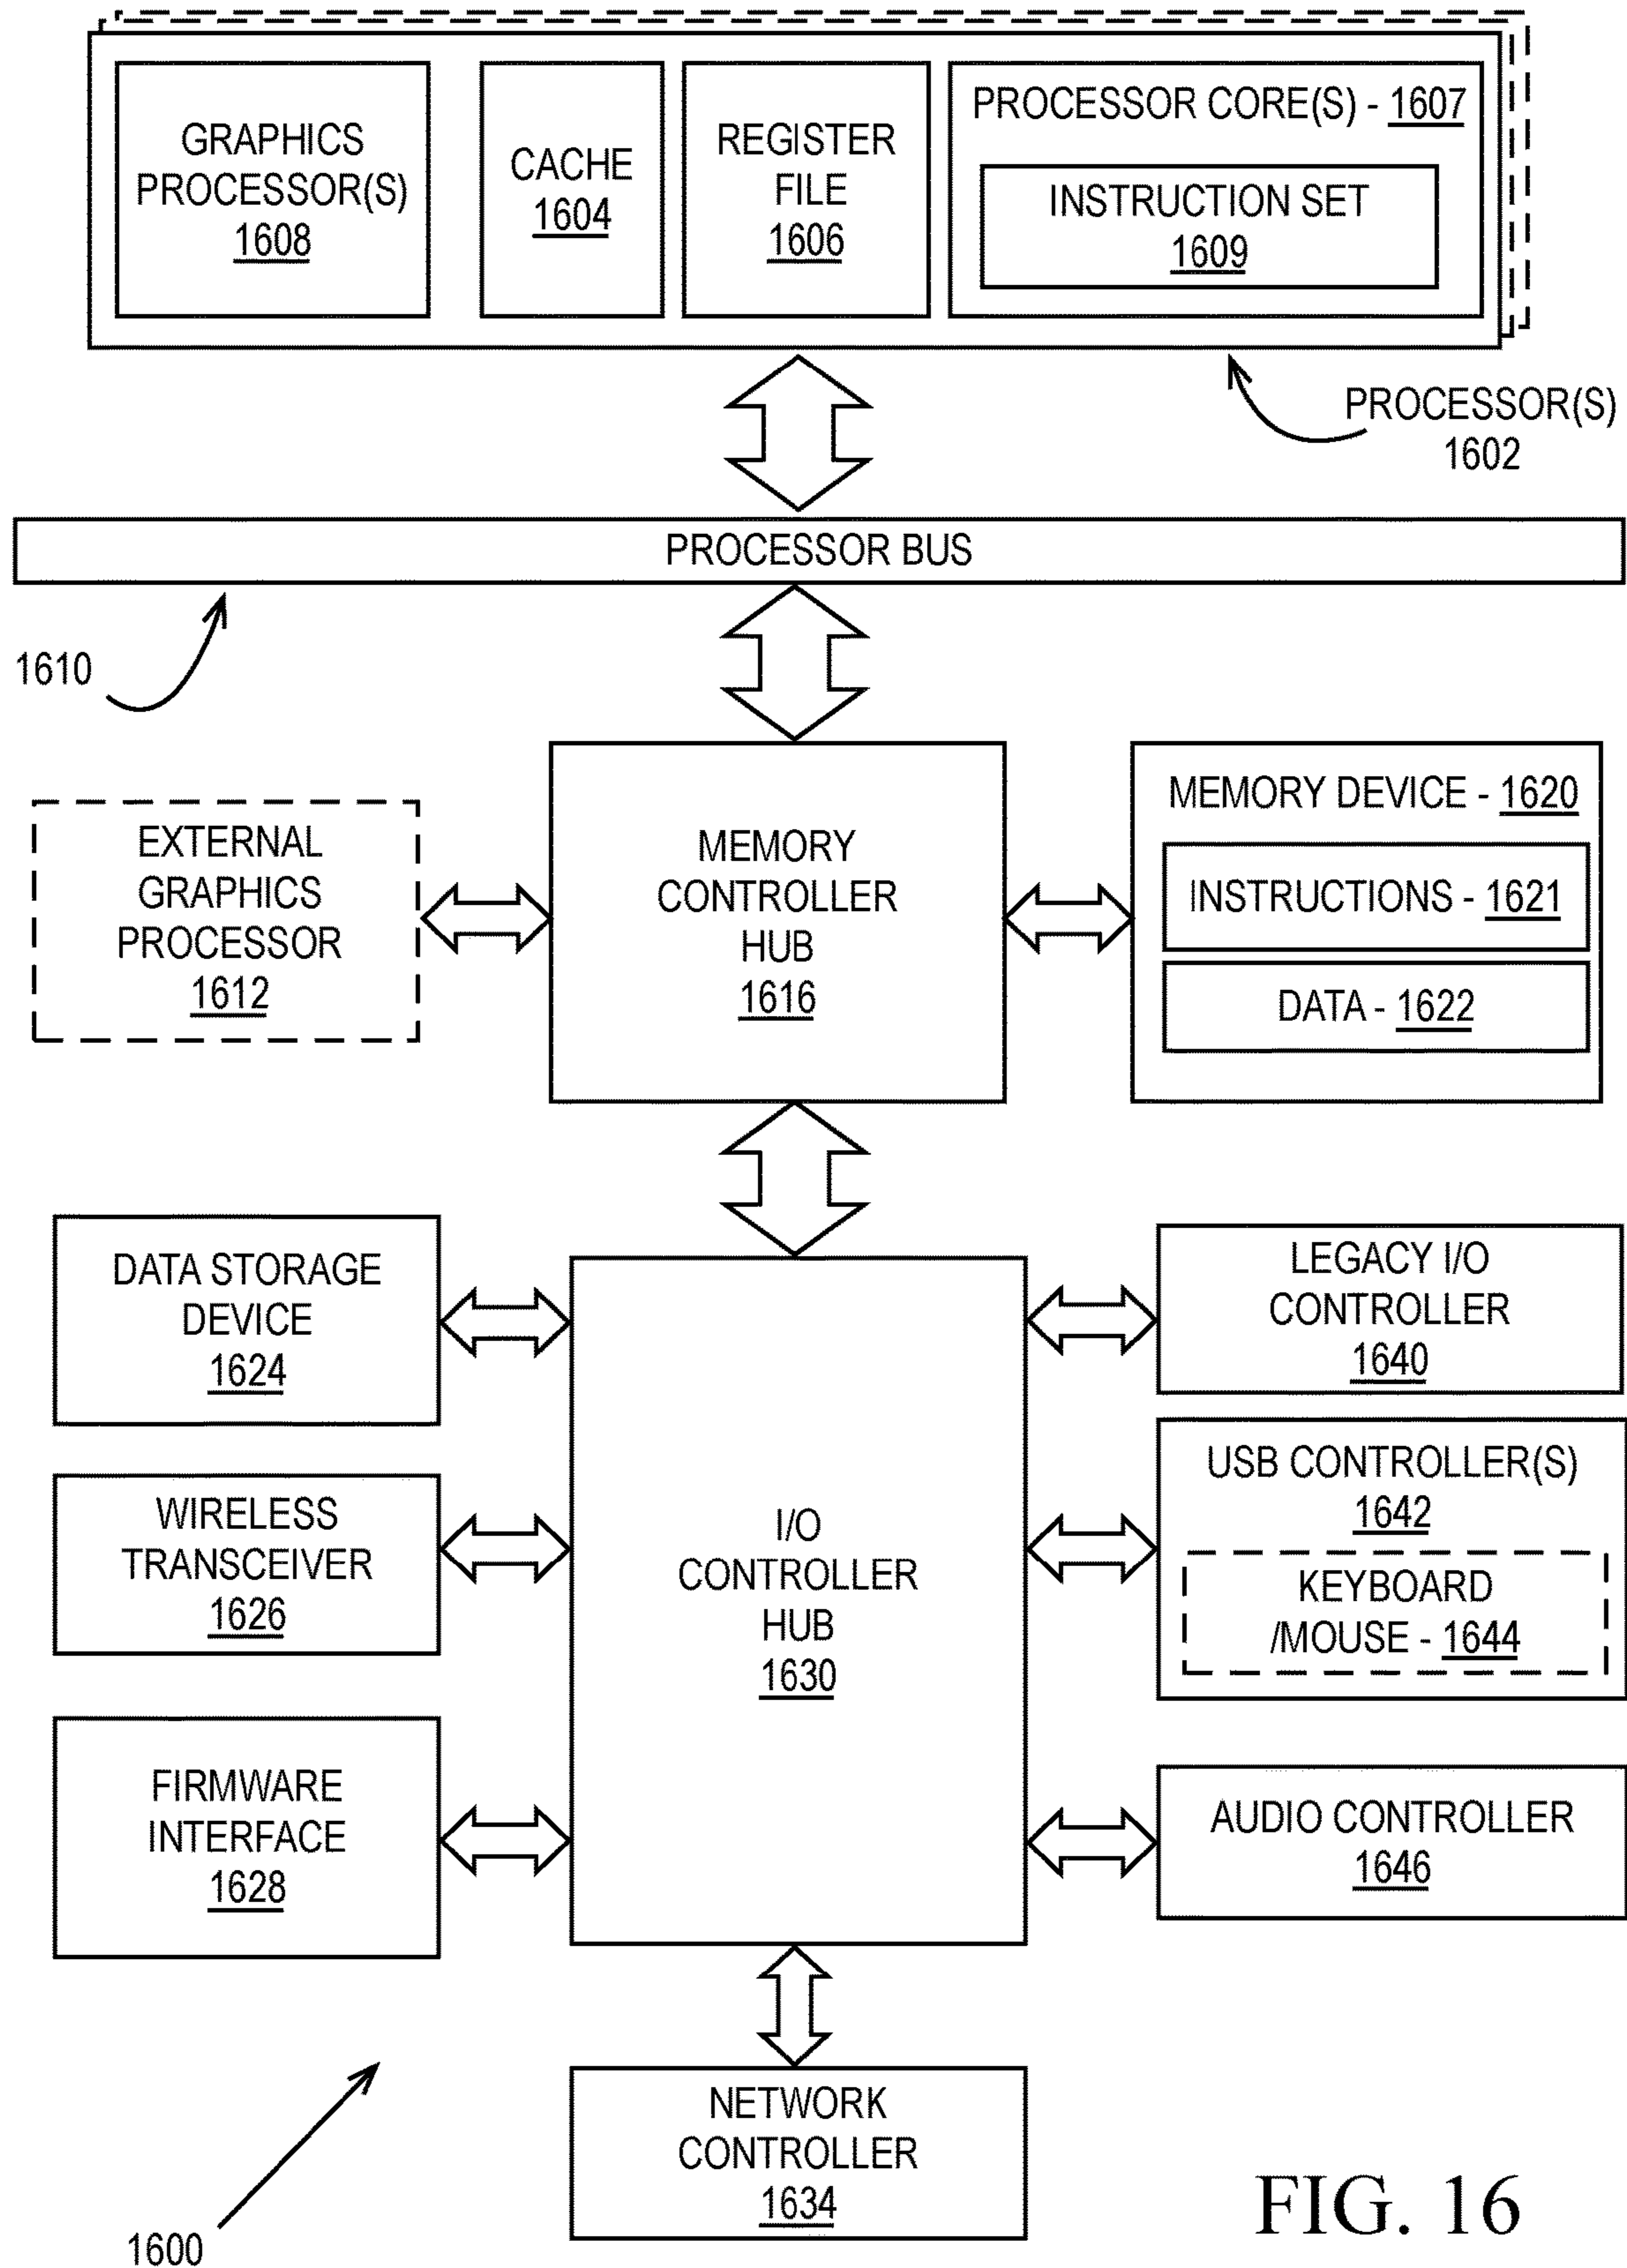 GRAPHICS
PROCESSOR(S)
1608
CACHE
1604
REGISTER
FILE
1606
PROCESSOR CORE(S) - 1607
INSTRUCTION SET
1609
PROCESSOR(S)
1602
PROCESSOR BUS
1610
EXTERNAL
GRAPHICS
PROCESSOR
1612
MEMORY
CONTROLLER
HUB
1616
MEMORY DEVICE - 1620
INSTRUCTIONS - 1621
DATA - 1622
DATA STORAGE
DEVICE
1624
WIRELESS
TRANSCEIVER
1626
FIRMWARE
INTERFACE
1628
I/O
CONTROLLER
HUB
1630
LEGACY I/O
CONTROLLER
1640
USB CONTROLLER(S)
1642
KEYBOARD
/MOUSE - 1644
AUDIO CONTROLLER
1646
NETWORK
CONTROLLER
1634
1600
FIG. 16